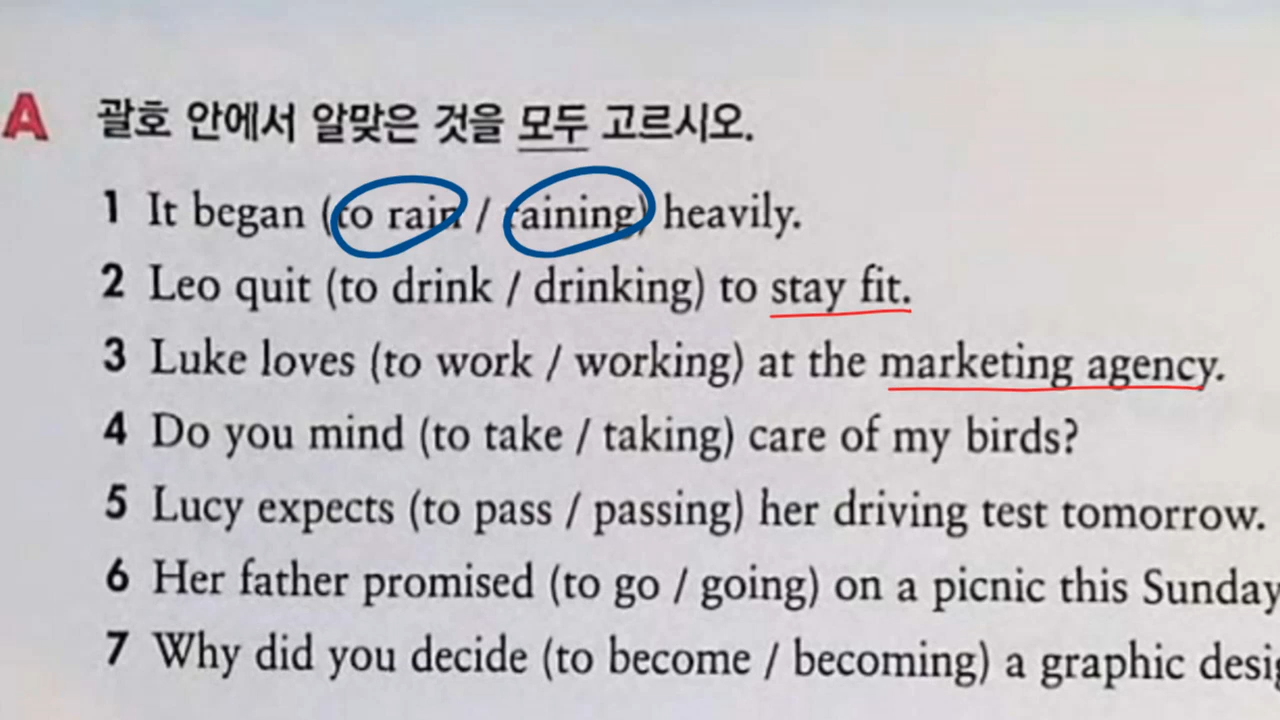 A 괄호 안에서 알맞은 것을 모두 고르시오.
1 It began (to rain / raining) heavily.
2 Leo quit (to drink / drinking) to stay fit.
3 Luke loves (to work / working) at the marketing agency.
4 Do you mind (to take / taking) care of my birds?
5 Lucy expects (to pass / passing) her driving test tomorrow.
6 Her father promised (to go / going) on a picnic this Sunday
7 Why did you decide (to become / becoming) a graphic desig